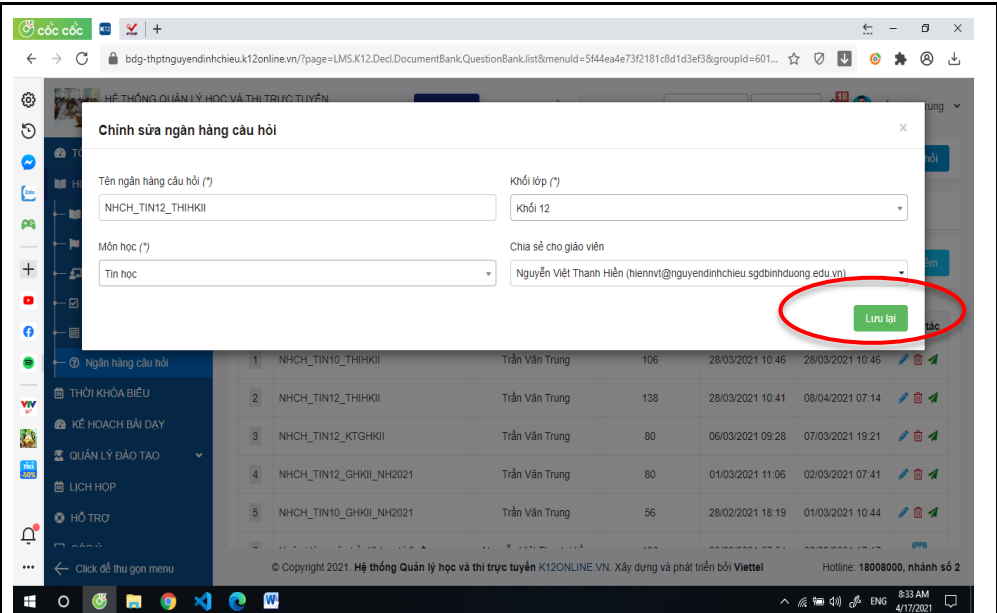 cốc cốc K12
bdg-thptnguyendinhchieu.k12online.vn/?page=LMS.K12.Decl.DocumentBank.QuestionBank.list&menuId=5f44ea4e73f2181c8d1d3ef3&groupId=601...
HỆ THỐNG QUẢN LÝ HỌC VÀ THI TRỰC TUYẾN
18
rung
Chỉnh sửa ngân hàng câu hỏi
×
Tên ngân hàng câu hỏi (*)
Khối lớp (*)
NHCH_TIN12_THIHKII
Khối 12
Môn học (*)
Chia sẻ cho giáo viên
Tin học
Nguyễn Việt Thanh Hiền (hiennvt@nguyendinhchieu.sgdbinhduong.edu.vn)
Lưu lại
tác
Ngân hàng câu hỏi
1 NHCH_TIN10_THIHKII Trần Văn Trung 106 28/03/2021 10:46 28/03/2021 10:46
THỜI KHÓA BIỂU
2 NHCH_TIN12_THIHKII Trần Văn Trung 138 28/03/2021 10:41 08/04/2021 07:14
KẾ HOẠCH BÀI DẠY
3 NHCH_TIN12_KTGHKII Trần Văn Trung 80 06/03/2021 09:28 07/03/2021 19:21
QUẢN LÝ ĐÀO TẠO
4 NHCH_TIN12_GHKII_NH2021 Trần Văn Trung 80 01/03/2021 11:06 02/03/2021 07:41
LỊCH HỌP
5 NHCH_TIN10_GHKII_NH2021 Trần Văn Trung 56 28/02/2021 18:19 01/03/2021 10:44
HỖ TRỢ
Click để thu gọn menu
© Copyright 2021. Hệ thống Quản lý học và thi trực tuyến K12ONLINE.VN. Xây dựng và phát triển bởi Viettel
Hotline: 18008000, nhánh số 2
ENG
8:33 AM
4/17/2021